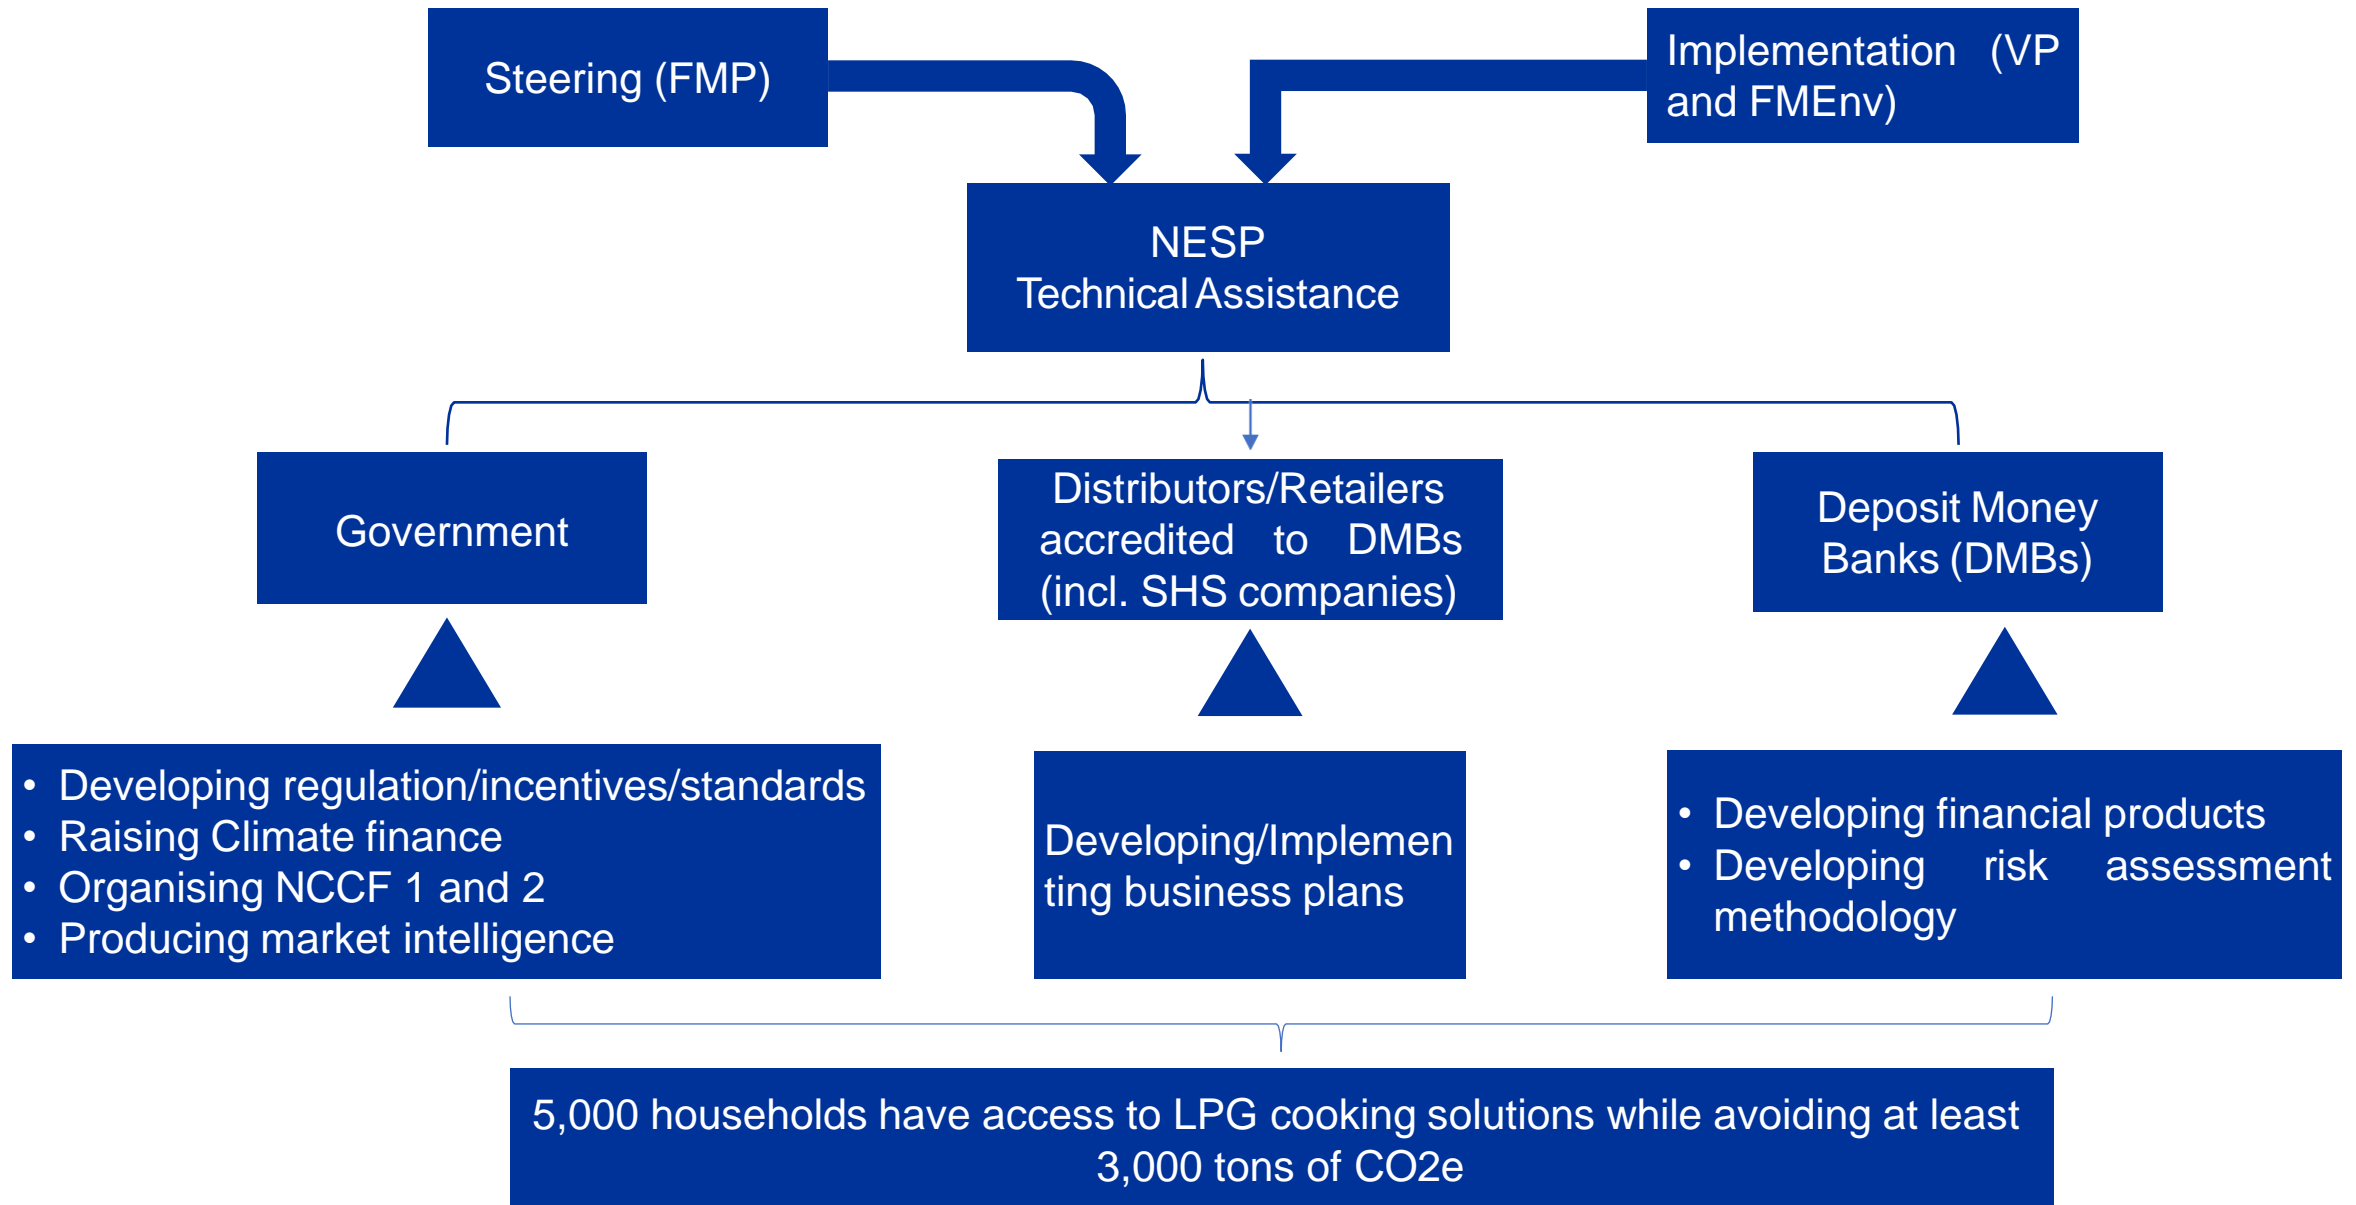 Steering (FMP)
Implementation (VP
and FMEnv)
NESP
Technical Assistance
Government
Distributors/Retailers
accredited to DMBs
(incl. SHS companies)
Deposit Money
Banks (DMBs)
• Developing regulation/incentives/standards
• Raising Climate finance
• Organising NCCF 1 and 2
• Producing market intelligence
Developing/Implemen
ting business plans
• Developing financial products
• Developing risk assessment
methodology
5,000 households have access to LPG cooking solutions while avoiding at least
3,000 tons of CO2e